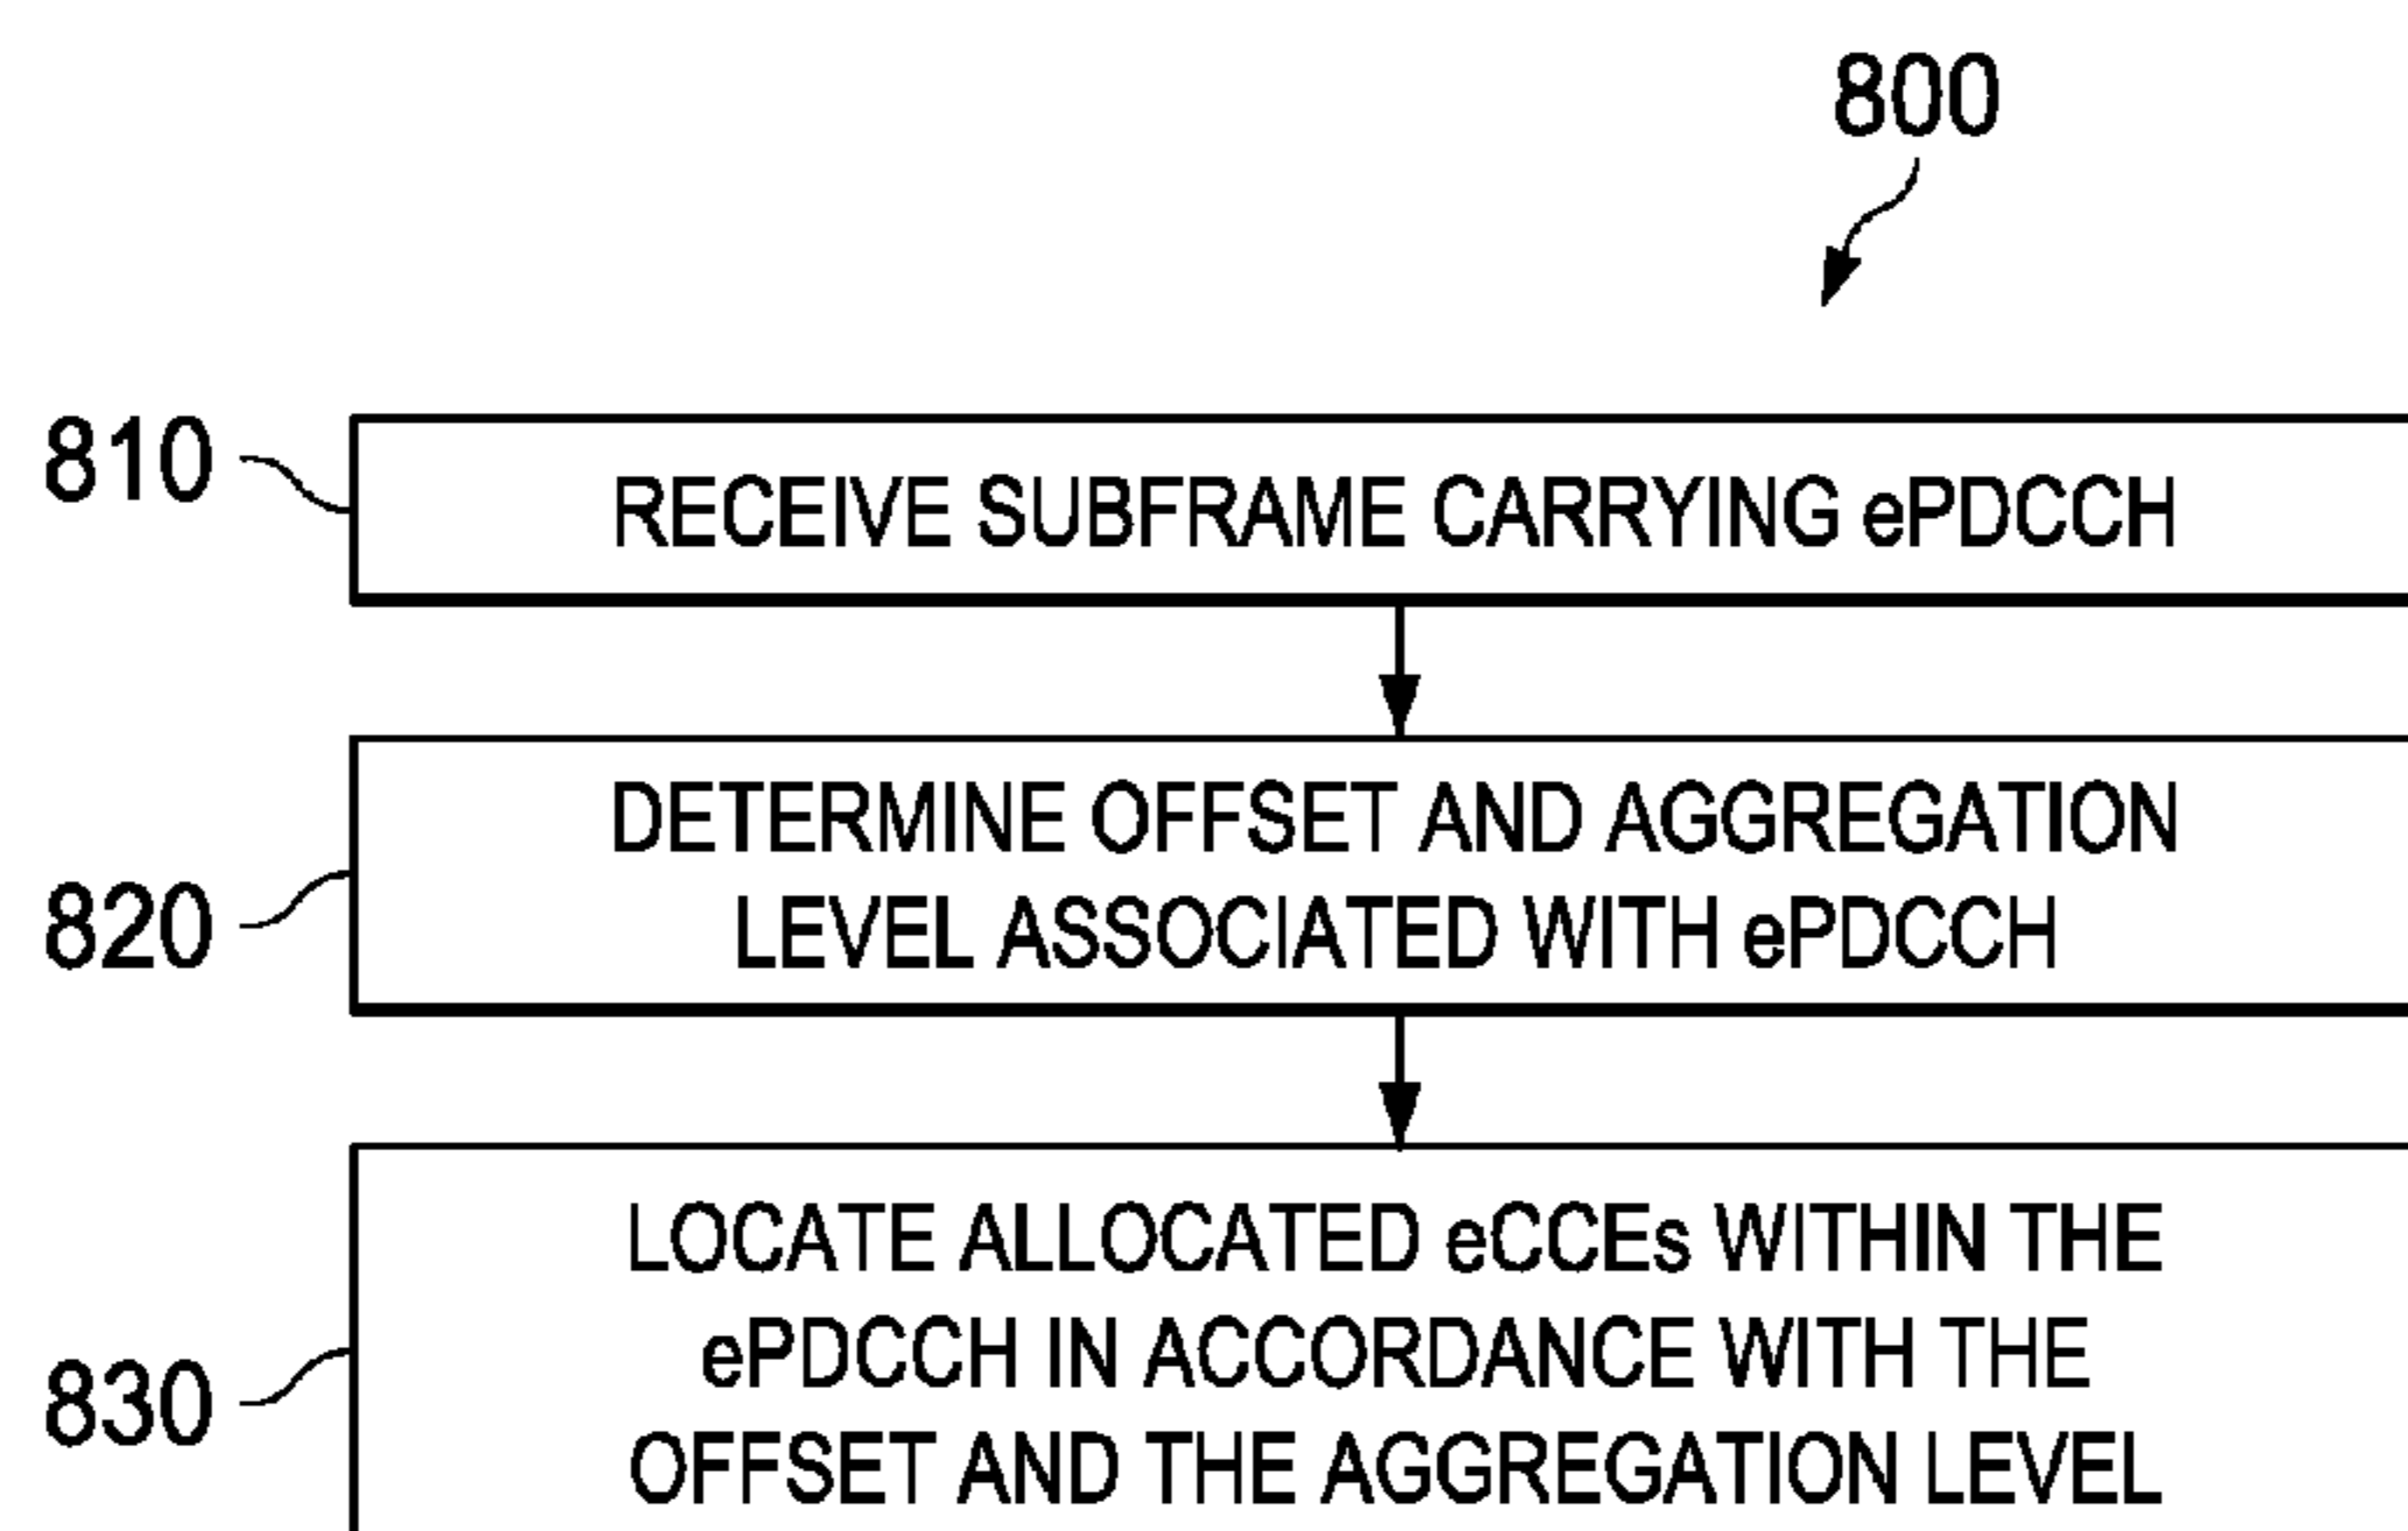 800
810
RECEIVE SUBFRAME CARRYING ePDCCH
820
DETERMINE OFFSET AND AGGREGATION
LEVEL ASSOCIATED WITH ePDCCH
830
LOCATE ALLOCATED eCCEs WITHIN THE
ePDCCH IN ACCORDANCE WITH THE
OFFSET AND THE AGGREGATION LEVEL